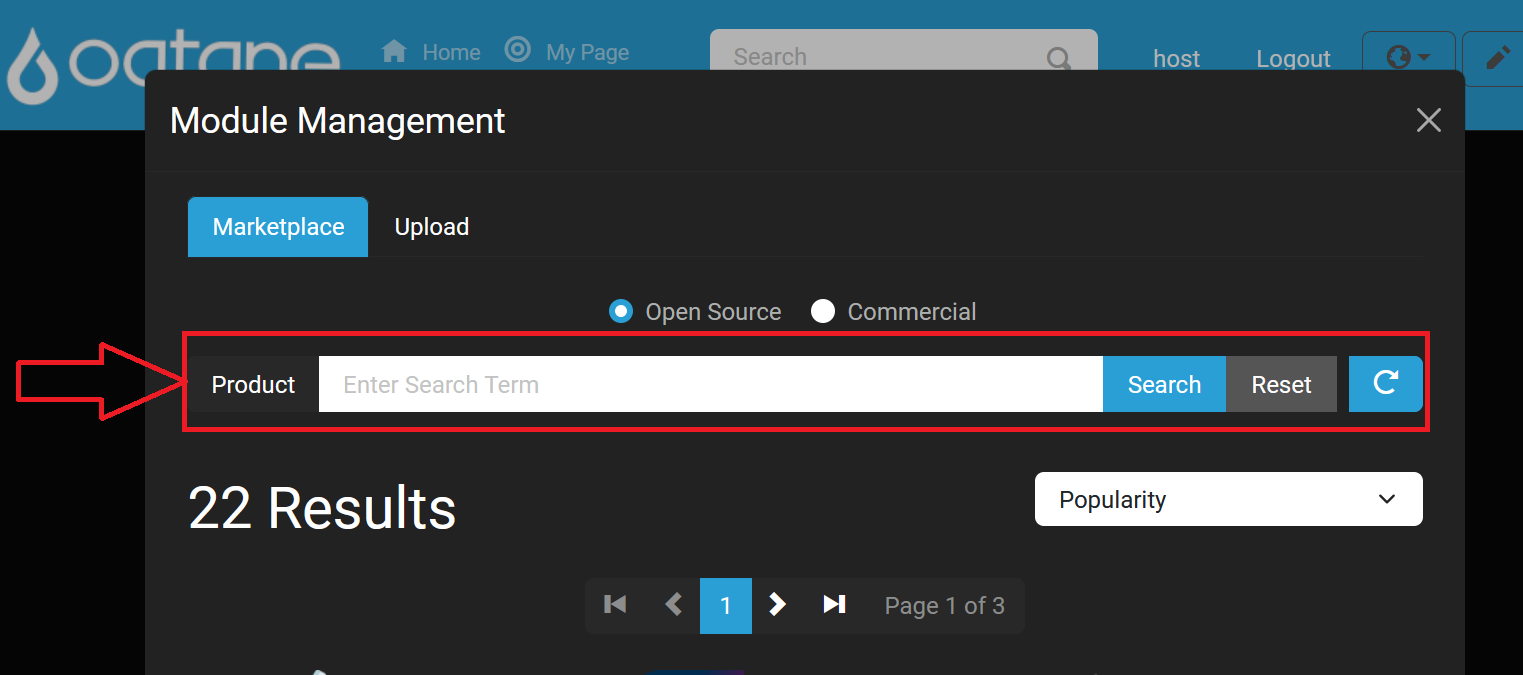 oqtane Home My Page Search host Logout
Module Management
Marketplace Upload
Open Source Commercial
Product Enter Search Term Search Reset
22 Results Popularity
1 Page 1 of 3